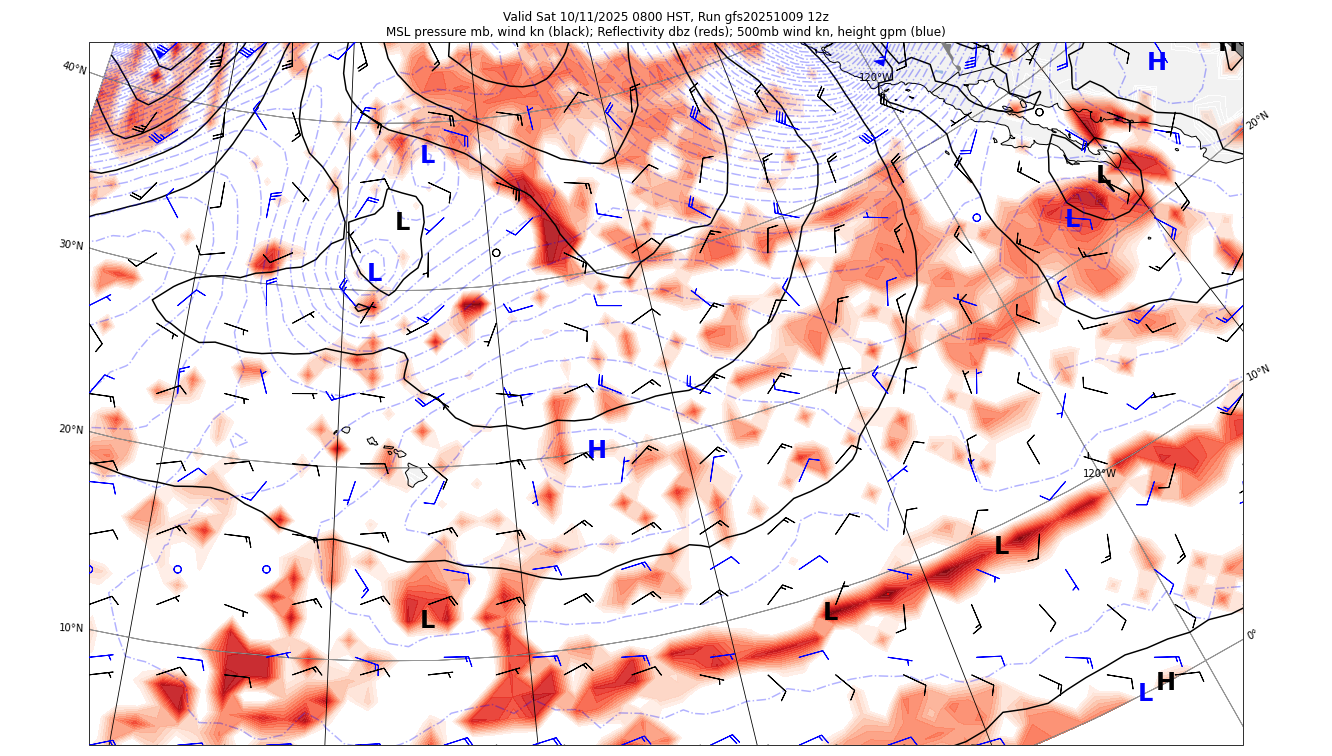 Valid Sat 10/11/2025 0800 HST, Run gfs20251009 12z
MSL pressure mb, wind kn (black); Reflectivity dbz (reds); 500mb wind kn, height gpm (blue)
H
H
40°N
120°W
20°N
L
L
L
L
30°N
L
10°N
20°N
H
120°W
L
L
L
10°N
0°
H
L